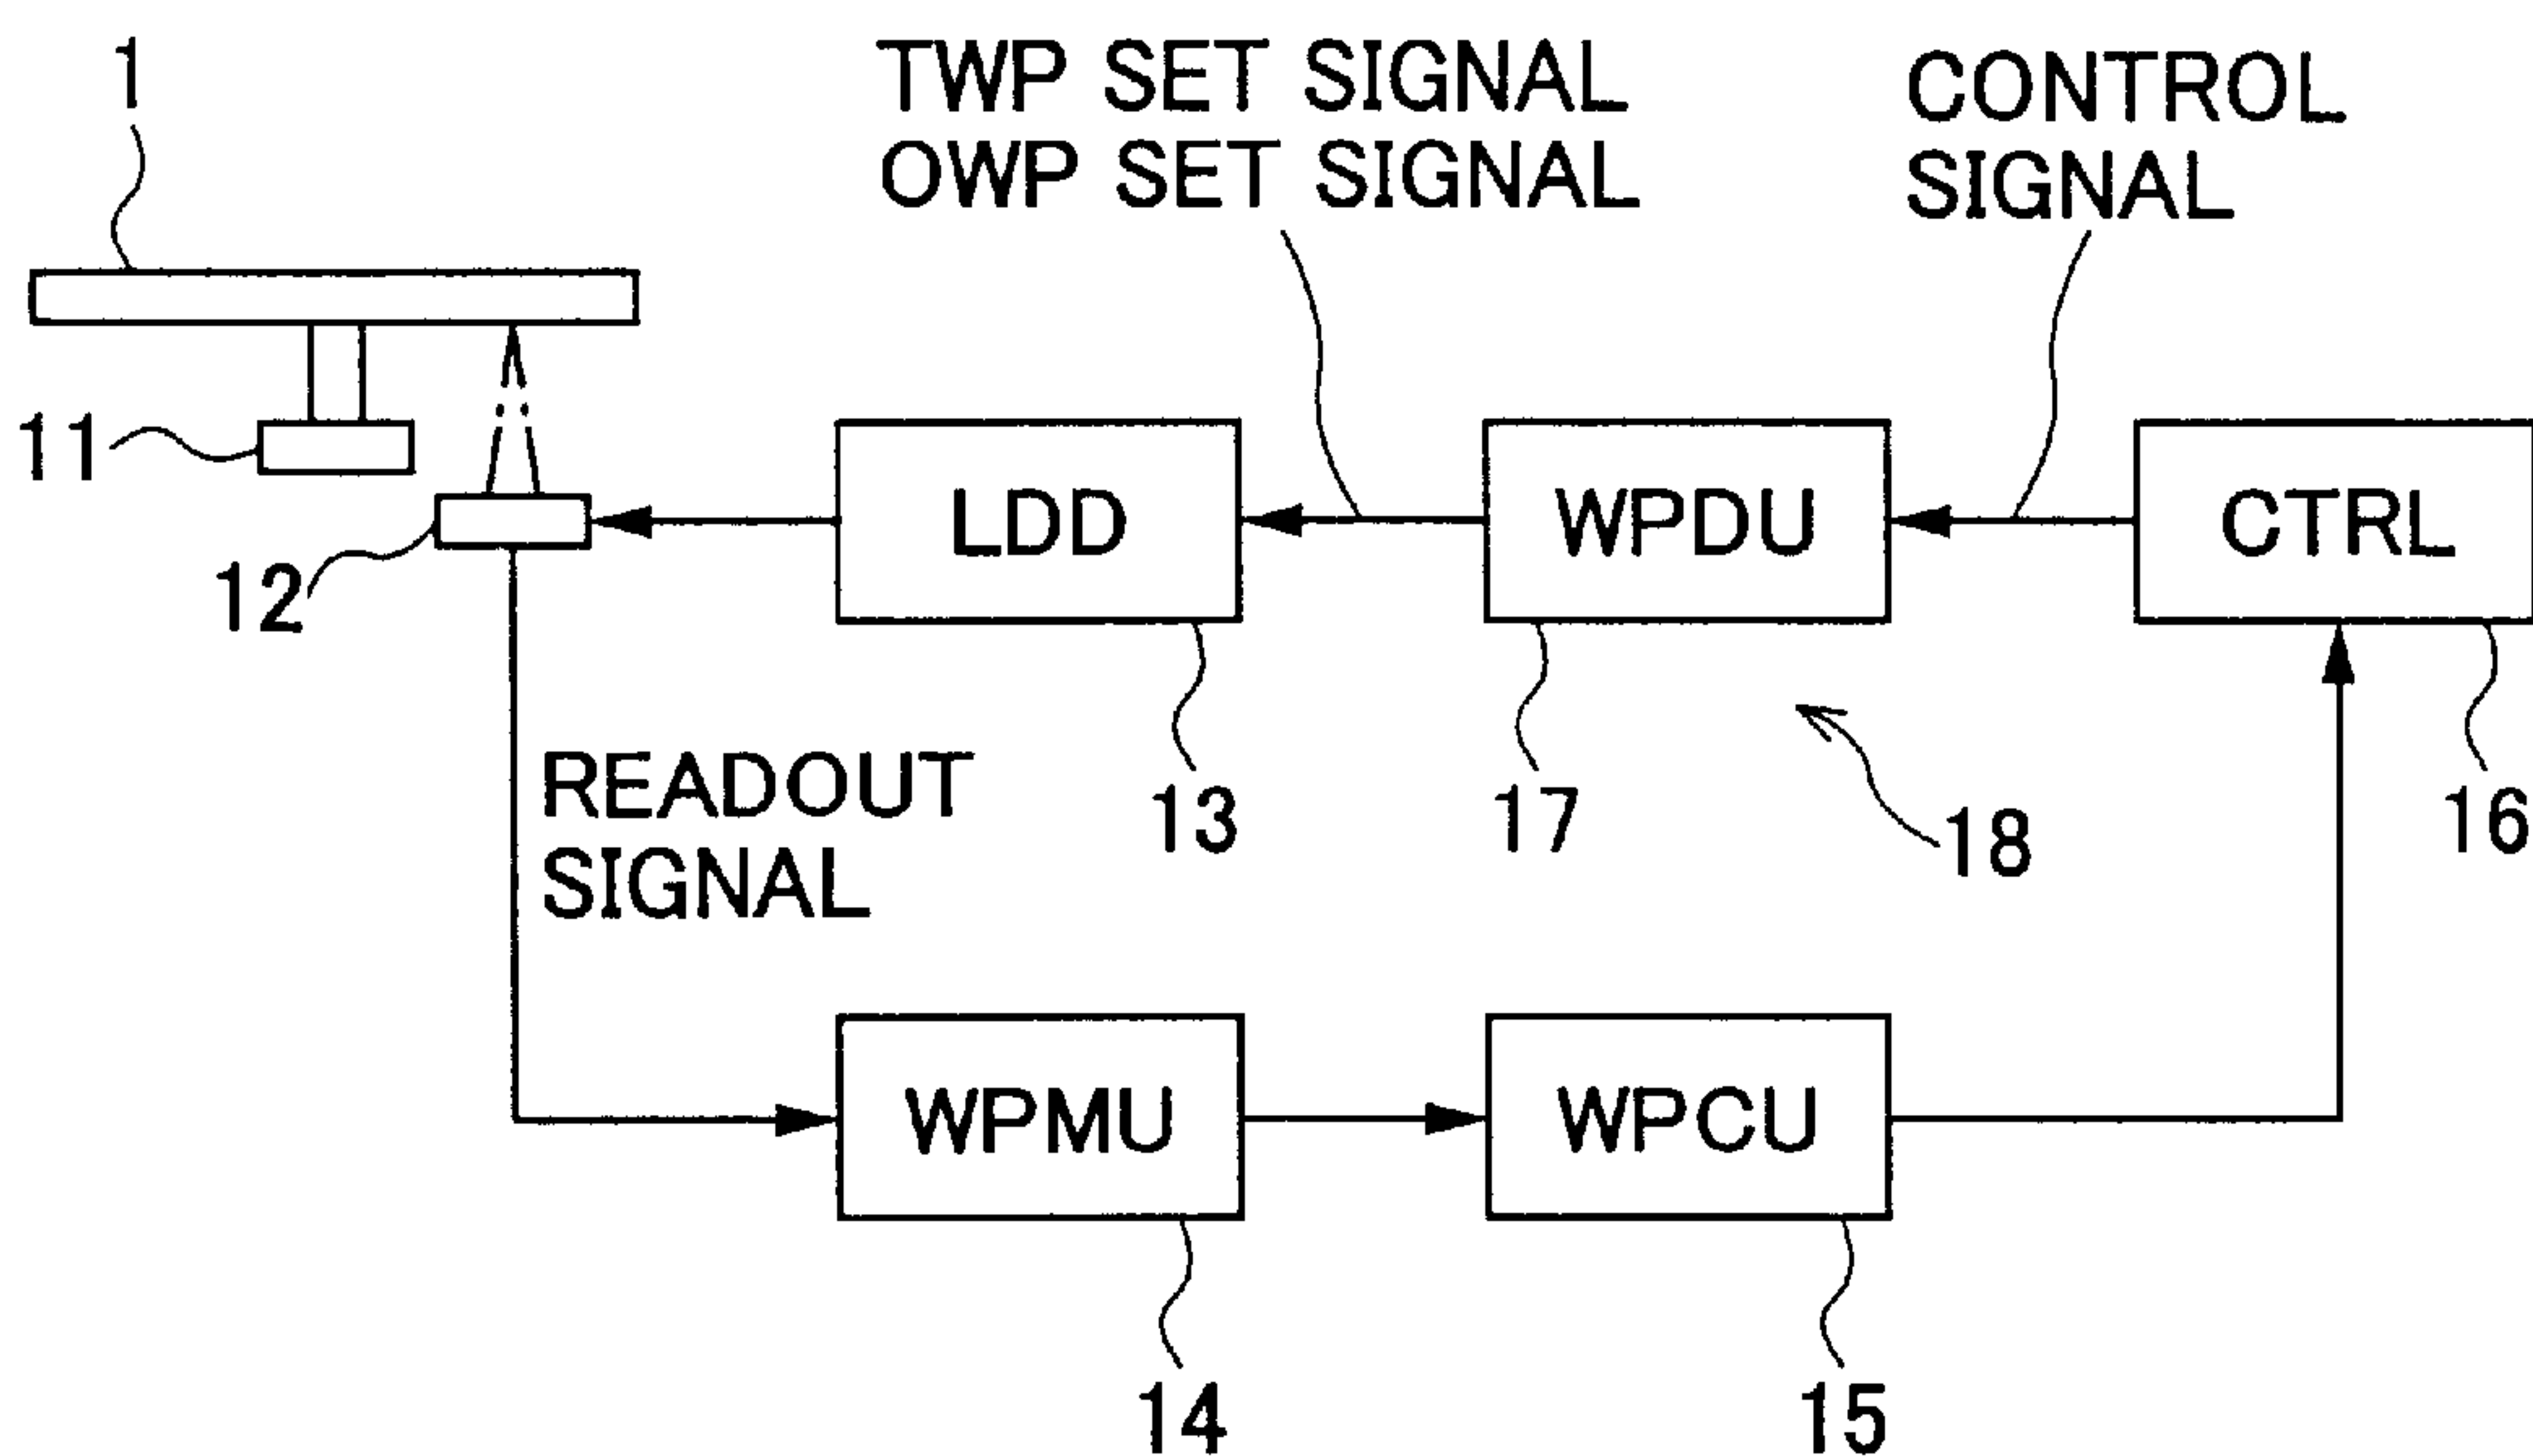 1
TWP SET SIGNAL
OWP SET SIGNAL
CONTROL
SIGNAL
11
12
LDD
WPDU
CTRL
13
17
18
16
READOUT
SIGNAL
WPMU
WPCU
14
15